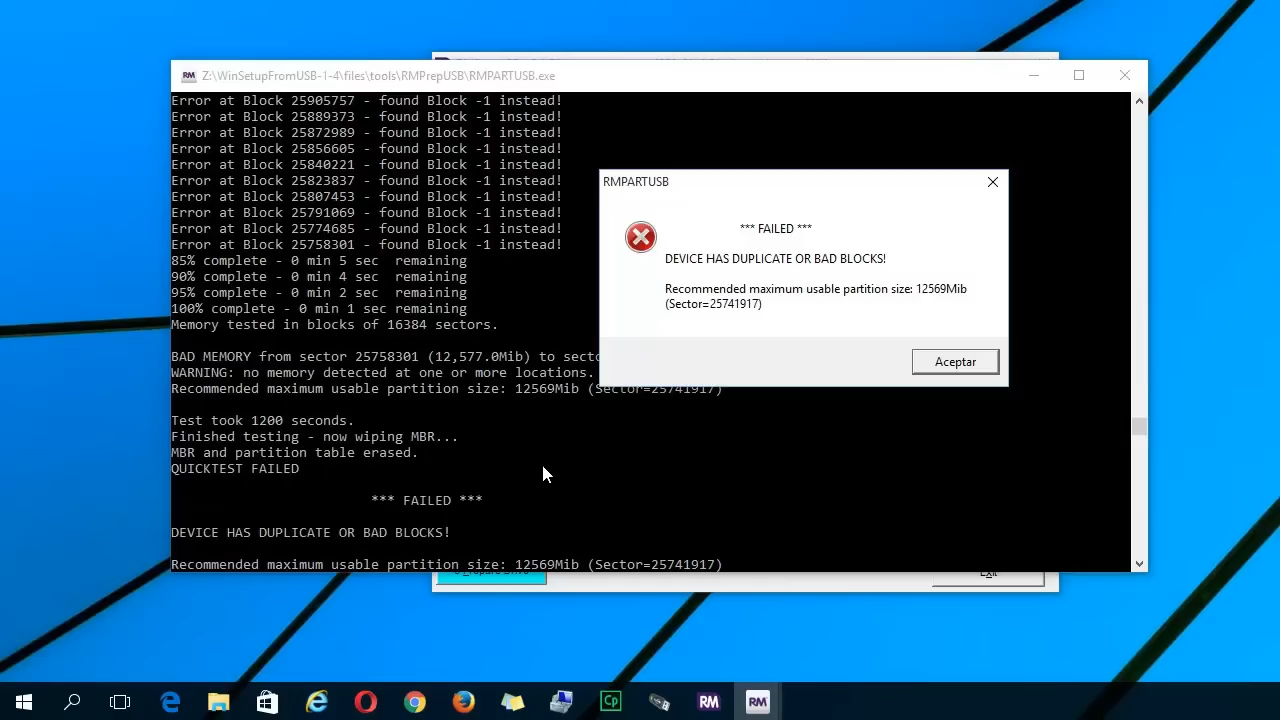 Z:\WinSetupFromUSB-1-4\files\tools\RMPrepUSB\RMPARTUSB.exe
Error at Block 25905757 - found Block -1 instead!
Error at Block 25889373 - found Block -1 instead!
Error at Block 25872989 - found Block -1 instead!
Error at Block 25856605 - found Block -1 instead!
Error at Block 25840221 - found Block -1 instead!
Error at Block 25823837 - found Block -1 instead!
Error at Block 25807453 - found Block -1 instead!
Error at Block 25791069 - found Block -1 instead!
Error at Block 25774685 - found Block -1 instead!
Error at Block 25758301 - found Block -1 instead!
85% complete - 0 min 5 sec  remaining
90% complete - 0 min 4 sec  remaining
95% complete - 0 min 2 sec  remaining
100% complete - 0 min 1 sec remaining
Memory tested in blocks of 16384 sectors.
BAD MEMORY from sector 25758301 (12,577.0Mib) to secto
WARNING: no memory detected at one or more locations.
Recommended maximum usable partition size: 12569Mib (Sector=25741917)
Test took 1200 seconds.
Finished testing - now wiping MBR...
MBR and partition table erased.
QUICKTEST FAILED
*** FAILED ***
DEVICE HAS DUPLICATE OR BAD BLOCKS!
Recommended maximum usable partition size: 12569Mib (Sector=25741917)
RMPARTUSB
*** FAILED ***
DEVICE HAS DUPLICATE OR BAD BLOCKS!
Recommended maximum usable partition size: 12569Mib
(Sector=25741917)
Aceptar
Exit
Cp
RM
RM